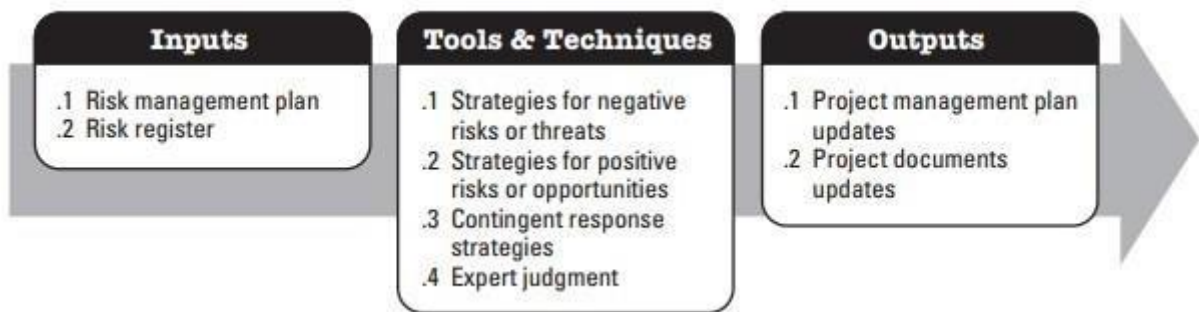 Inputs
.1 Risk management plan
.2 Risk register
Tools & Techniques
.1 Strategies for negative
risks or threats
.2 Strategies for positive
risks or opportunities
.3 Contingent response
strategies
.4 Expert judgment
Outputs
.1 Project management plan
updates
.2 Project documents
updates